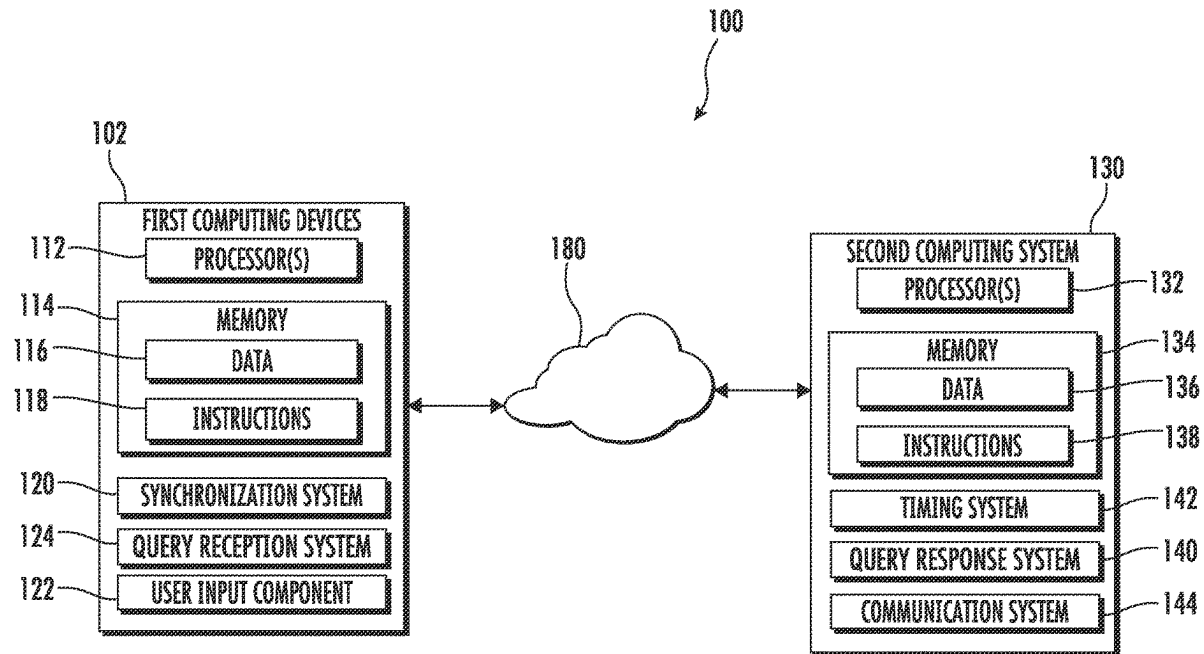 100
102
FIRST COMPUTING DEVICES
112
PROCESSOR(S)
114
MEMORY
116
DATA
118
INSTRUCTIONS
120
SYNCHRONIZATION SYSTEM
124
QUERY RECEPTION SYSTEM
122
USER INPUT COMPONENT
180
130
SECOND COMPUTING SYSTEM
PROCESSOR(S)
132
MEMORY
134
DATA
136
INSTRUCTIONS
138
TIMING SYSTEM
142
QUERY RESPONSE SYSTEM
140
COMMUNICATION SYSTEM
144